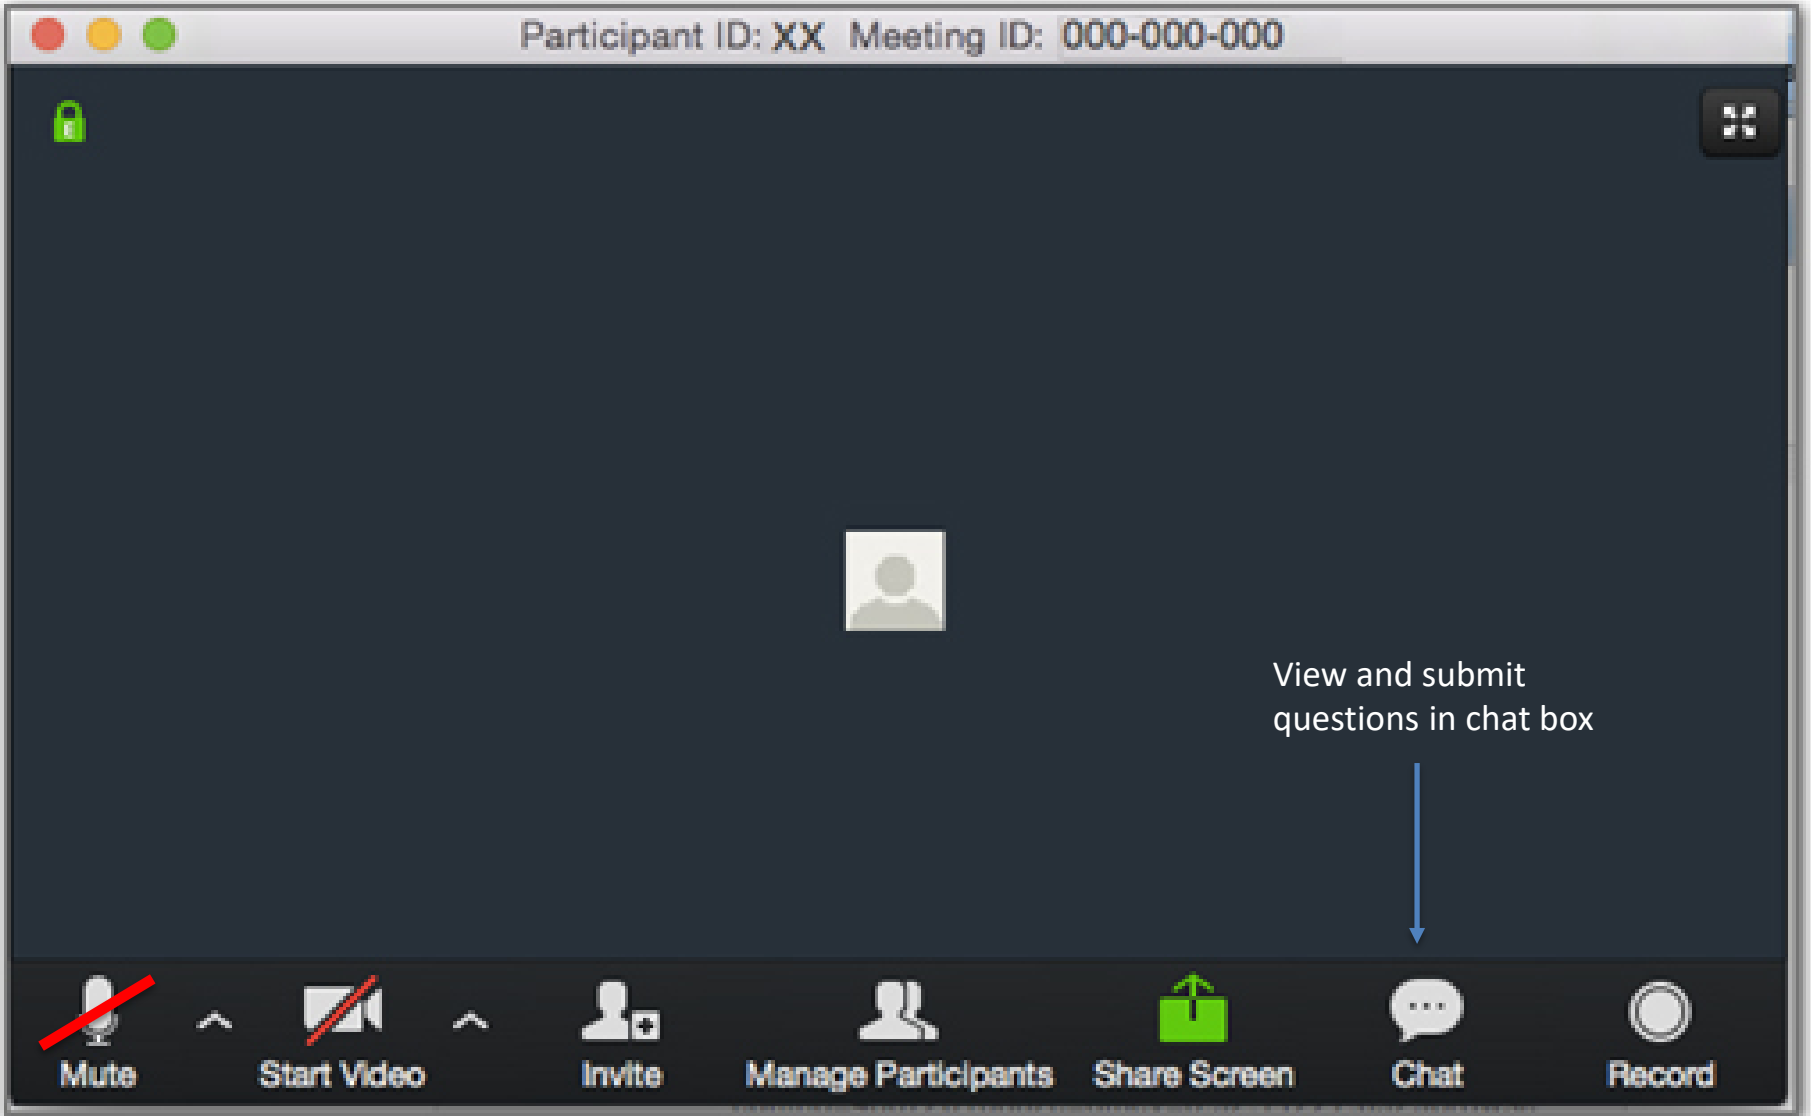 Participant ID: XX Meeting ID: 000-000-000
View and submit
questions in chat box
Mute
Start Video
Invite
Manage Participants
Share Screen
Chat
Record